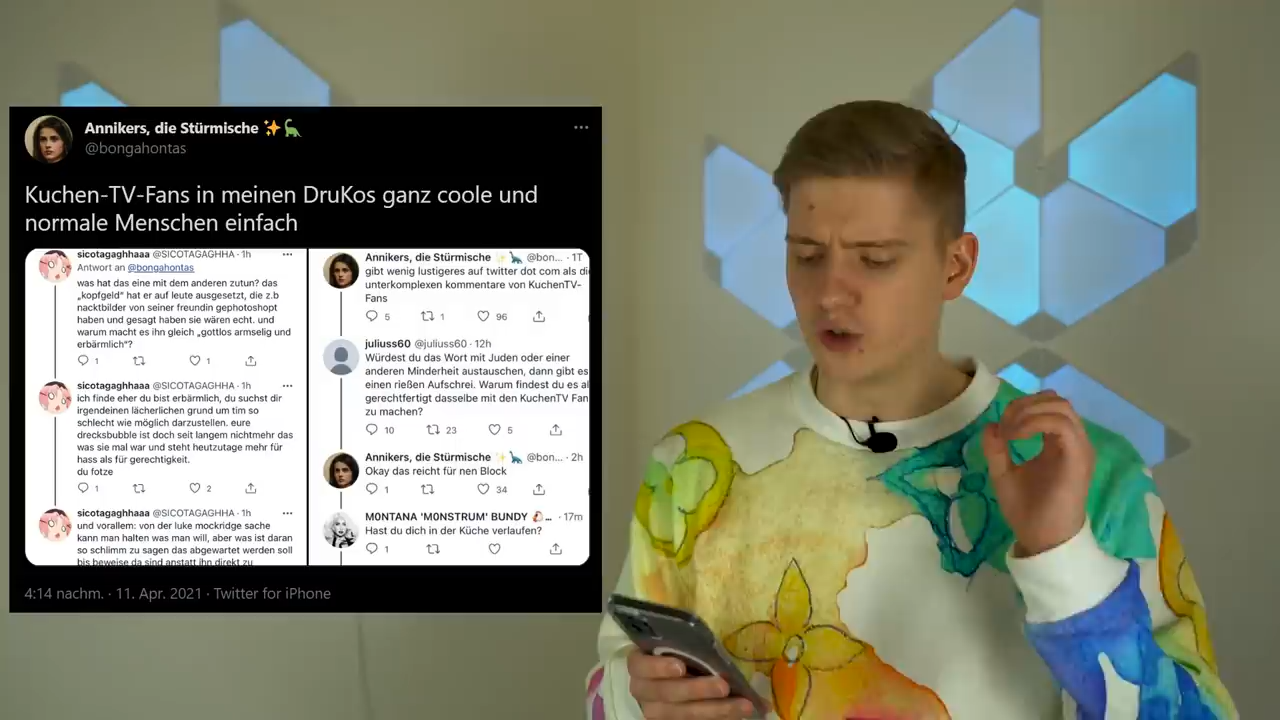 Annikers, die Stürmische ✨🦕
@bongahontas
Kuchen-TV-Fans in meinen DruKos ganz coole und
normale Menschen einfach
sicotagaghhaaa @SICOTAGAGHHA · 1h
Antwort an @bongahontas
was hat das eine mit dem anderen zutun? das
„kopfgeld“ hat er auf leute ausgesetzt, die z.b
nacktbilder von seiner freundin gephotoshopt
haben und gesagt haben sie wären echt. und
warum macht es ihn gleich „gottlos armselig und
erbärmlich“?
1 1
sicotagaghhaaa @SICOTAGAGHHA · 1h
ich finde eher du bist erbärmlich, du suchst dir
irgendeinen lächerlichen grund um tim so
schlecht wie möglich darzustellen. eure
drecksbubble ist doch seit langem nichtmehr das
was sie mal war und steht heutzutage mehr für
hass als für gerechtigkeit.
du fotze
1 2
sicotagaghhaaa @SICOTAGAGHHA · 1h
und vorallem: von der luke mockridge sache
kann man halten was man will, aber was ist daran
so schlimm zu sagen das abgewartet werden soll
bis beweise da sind anstatt ihn direkt zu
Annikers, die Stürmische ✨🦕 @bon... · 1T
gibt wenig lustigeres auf twitter dot com als di
unterkomplexen kommentare von KuchenTV-
Fans
5 1 96
juliuss60 @juliuss60 · 12h
Würdest du das Wort mit Juden oder einer
anderen Minderheit austauschen, dann gibt es
einen rießen Aufschrei. Warum findest du es al
gerechtfertigt dasselbe mit den KuchenTV Fan
zu machen?
10 23 5
Annikers, die Stürmische ✨🦕 @bon... · 2h
Okay das reicht für nen Block
1 34
M0NTANA 'M0NSTRUM' BUNDY ... · 17m
Hast du dich in der Küche verlaufen?
1
4:14 nachm. · 11. Apr. 2021 · Twitter for iPhone